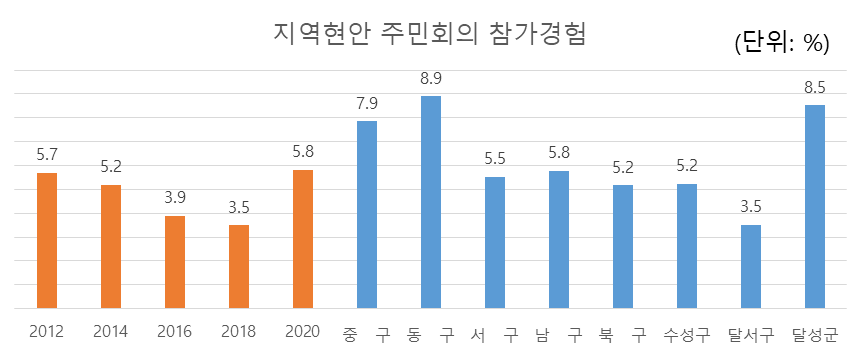 지역현안 주민회의 참가경험
(단위: %)
5.7 5.2 3.9 3.5 5.8 7.9 8.9 5.5 5.8 5.2 5.2 3.5 8.5
2012 2014 2016 2018 2020 중 구 동 구 서 구 남 구 북 구 수성구 달서구 달성군